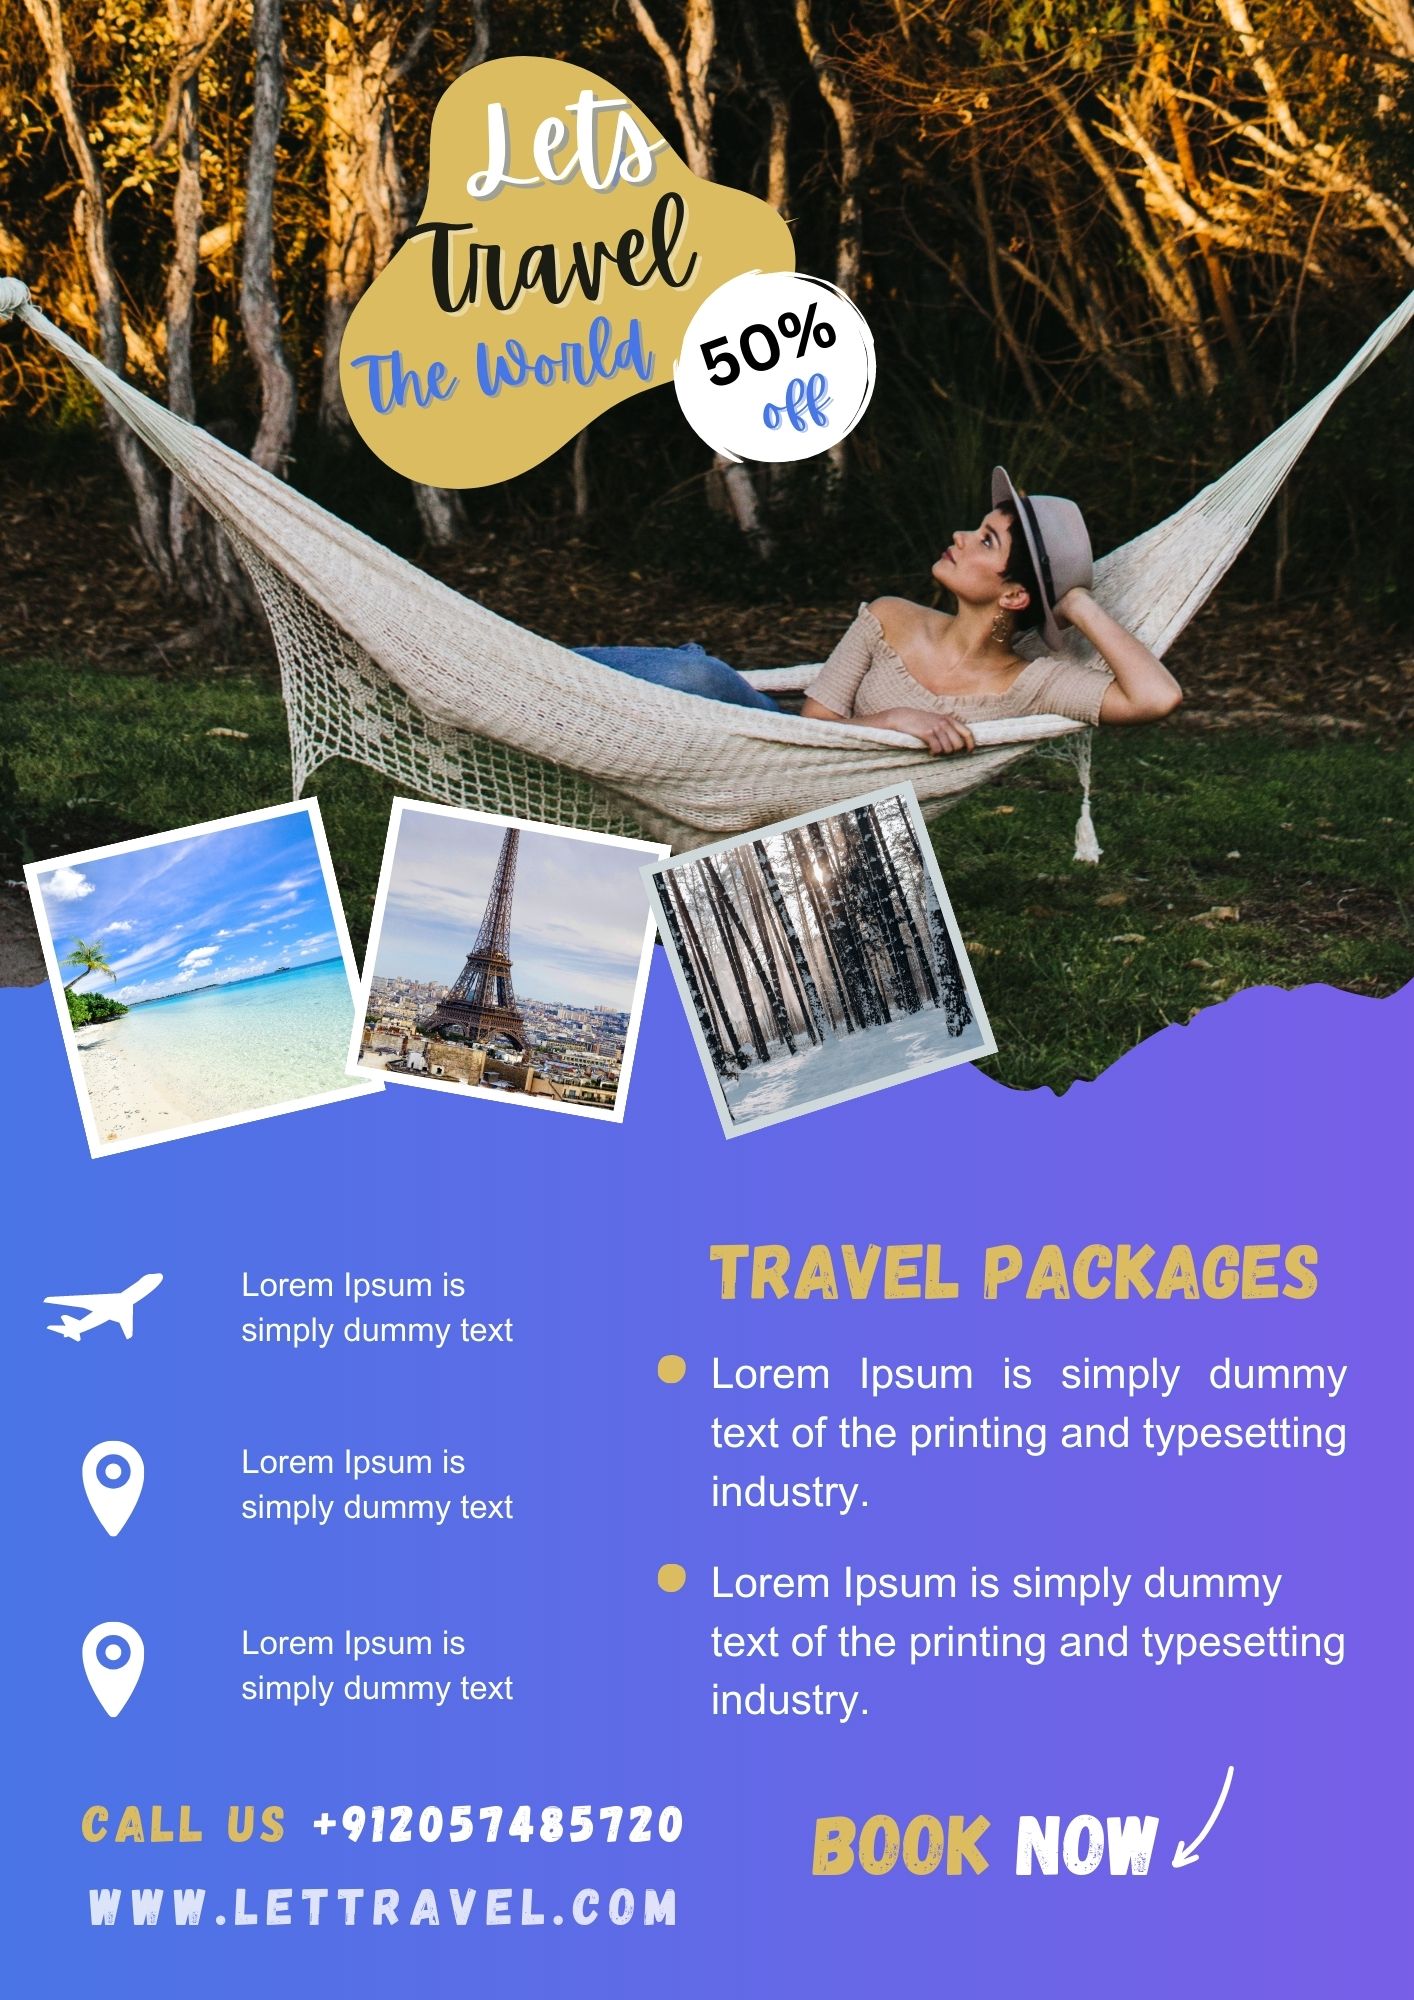 Lets
Travel
The World
50%
off
Lorem Ipsum is
simply dummy text
Lorem Ipsum is
simply dummy text
Lorem Ipsum is
simply dummy text
TRAVEL PACKAGES
Lorem Ipsum is simply dummy
text of the printing and typesetting
industry.
Lorem Ipsum is simply dummy
text of the printing and typesetting
industry.
CALL US +912057485720
WWW.LETTRAVEL.COM
BOOK NOW